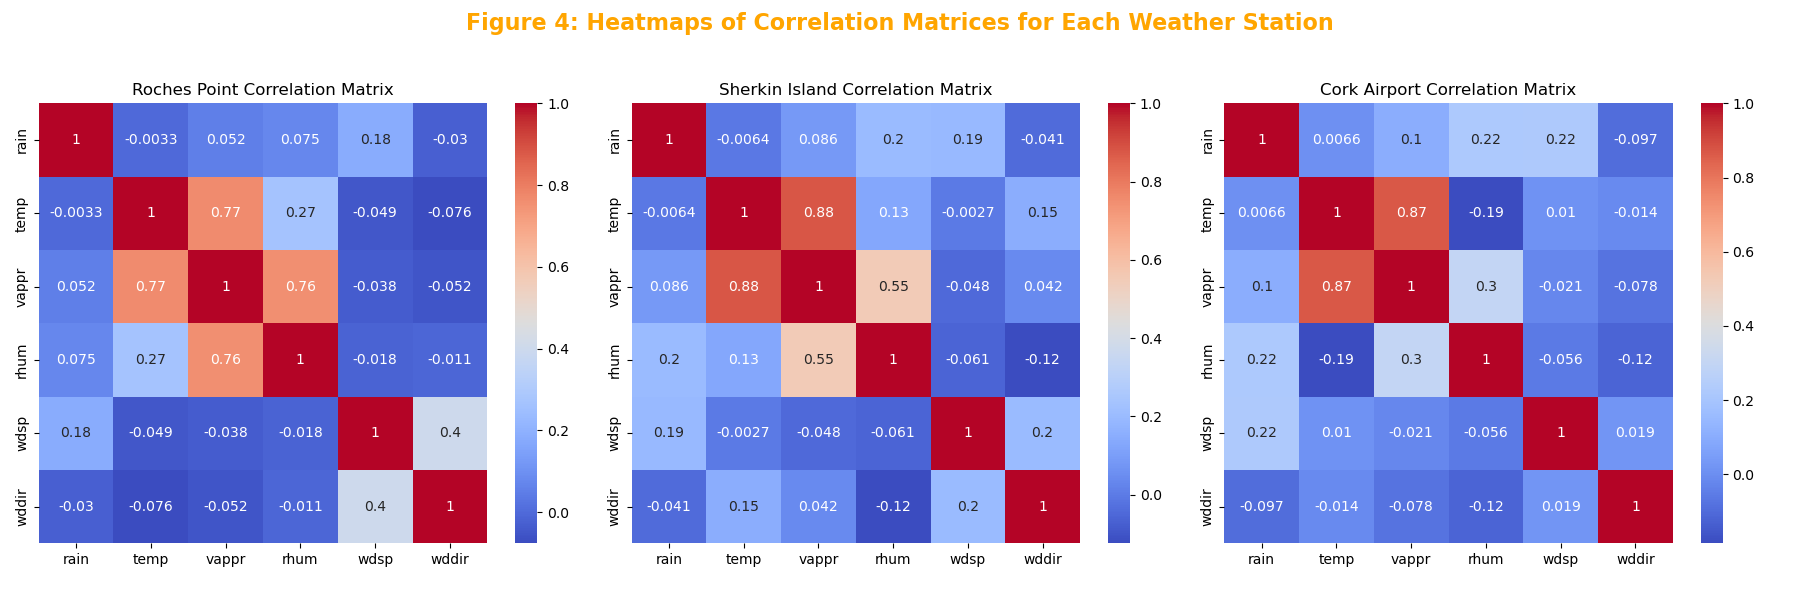 Figure 4: Heatmaps of Correlation Matrices for Each Weather Station
Roches Point Correlation Matrix
rain 1 -0.0033 0.052 0.075 0.18 -0.03
temp -0.0033 1 0.77 0.27 -0.049 -0.076
vappr 0.052 0.77 1 0.76 -0.038 -0.052
rhum 0.075 0.27 0.76 1 -0.018 -0.011
wdsp 0.18 -0.049 -0.038 -0.018 1 0.4
wddir -0.03 -0.076 -0.052 -0.011 0.4 1
rain temp vappr rhum wdsp wddir
1.0
0.8
0.6
0.4
0.2
0.0
Sherkin Island Correlation Matrix
rain 1 -0.0064 0.086 0.2 0.19 -0.041
temp -0.0064 1 0.88 0.13 -0.0027 0.15
vappr 0.086 0.88 1 0.55 -0.048 0.042
rhum 0.2 0.13 0.55 1 -0.061 -0.12
wdsp 0.19 -0.0027 -0.048 -0.061 1 0.2
wddir -0.041 0.15 0.042 -0.12 0.2 1
rain temp vappr rhum wdsp wddir
1.0
0.8
0.6
0.4
0.2
0.0
Cork Airport Correlation Matrix
rain 1 0.0066 0.1 0.22 0.22 -0.097
temp 0.0066 1 0.87 -0.19 0.01 -0.014
vappr 0.1 0.87 1 0.3 -0.021 -0.078
rhum 0.22 -0.19 0.3 1 -0.056 -0.12
wdsp 0.22 0.01 -0.021 -0.056 1 0.019
wddir -0.097 -0.014 -0.078 -0.12 0.019 1
rain temp vappr rhum wdsp wddir
1.0
0.8
0.6
0.4
0.2
0.0